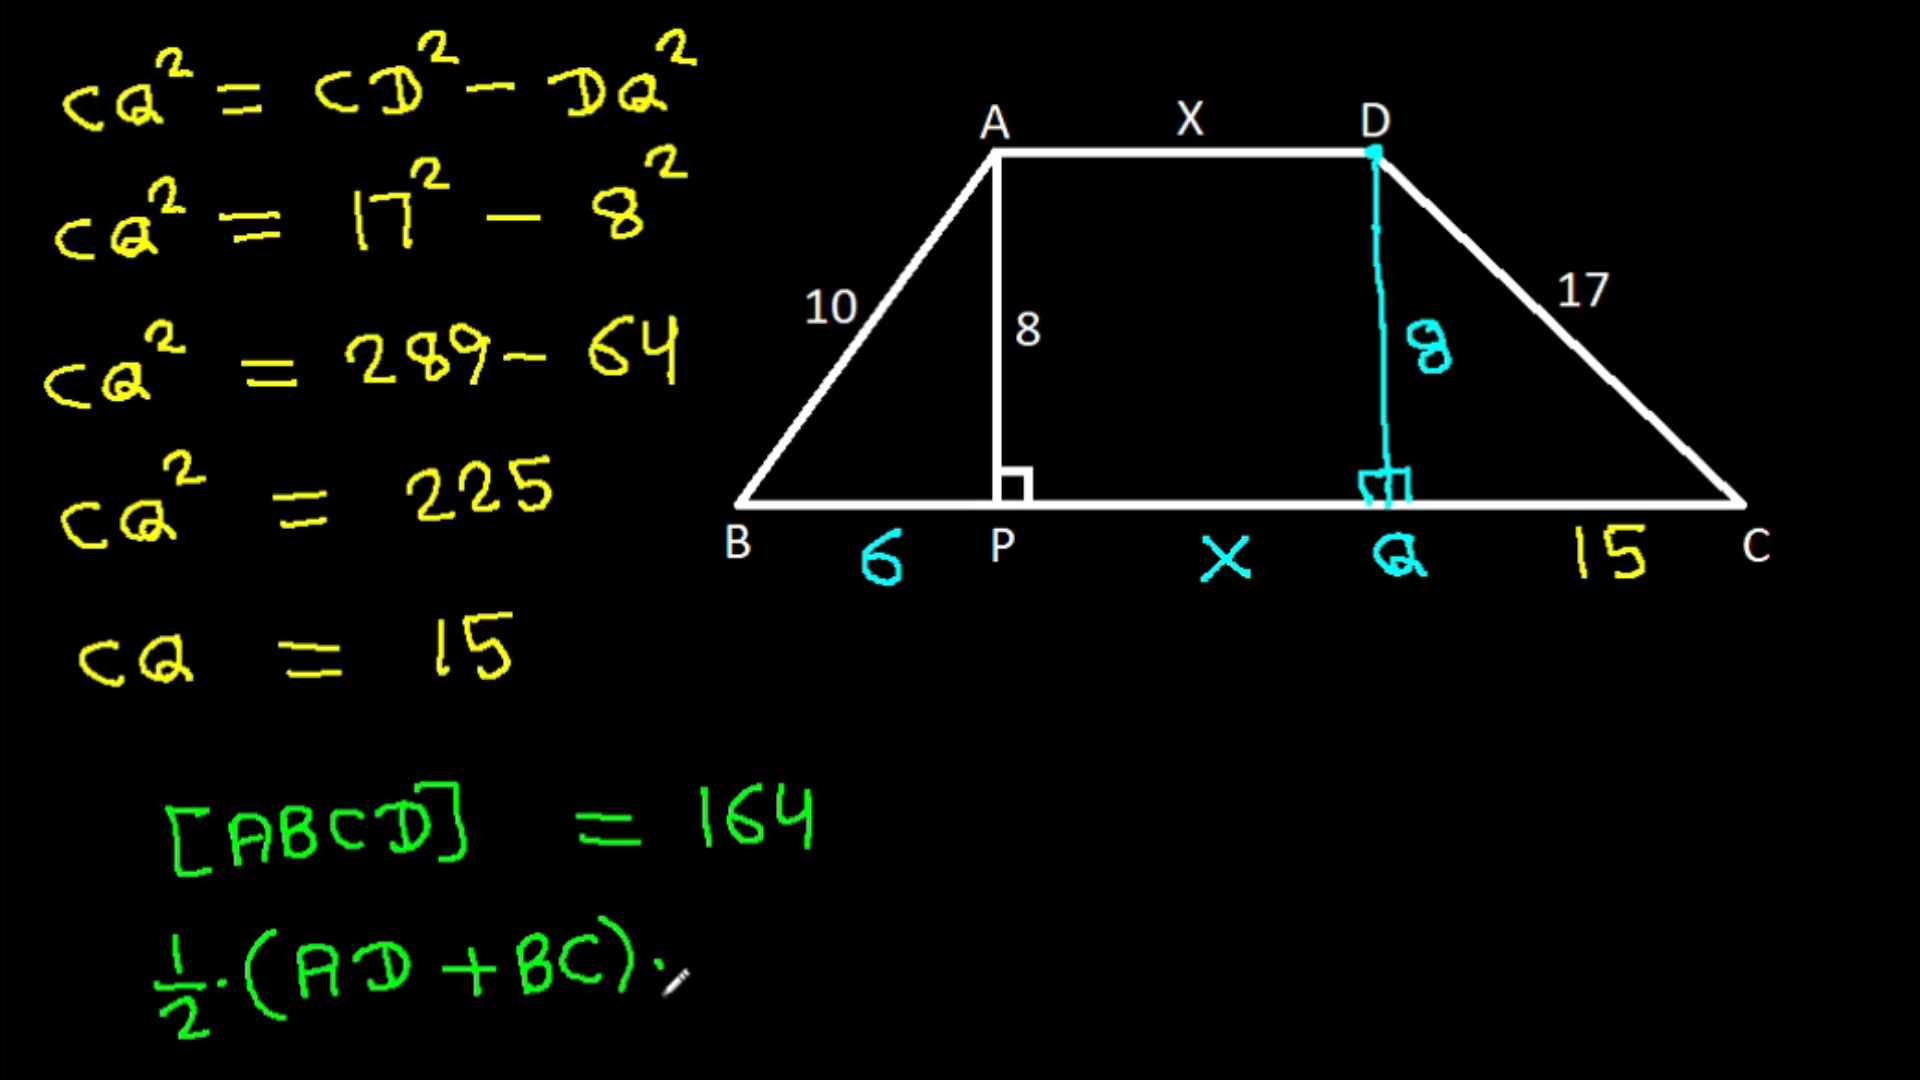 CQ² = CD² - DQ²
CQ² = 17² - 8²
CQ² = 289 - 64
CQ² = 225
CQ = 15
[ABCD] = 164
1/2 · (AD + BC) ·
A X D
10 8 8 17
B 6 P X Q 15 C